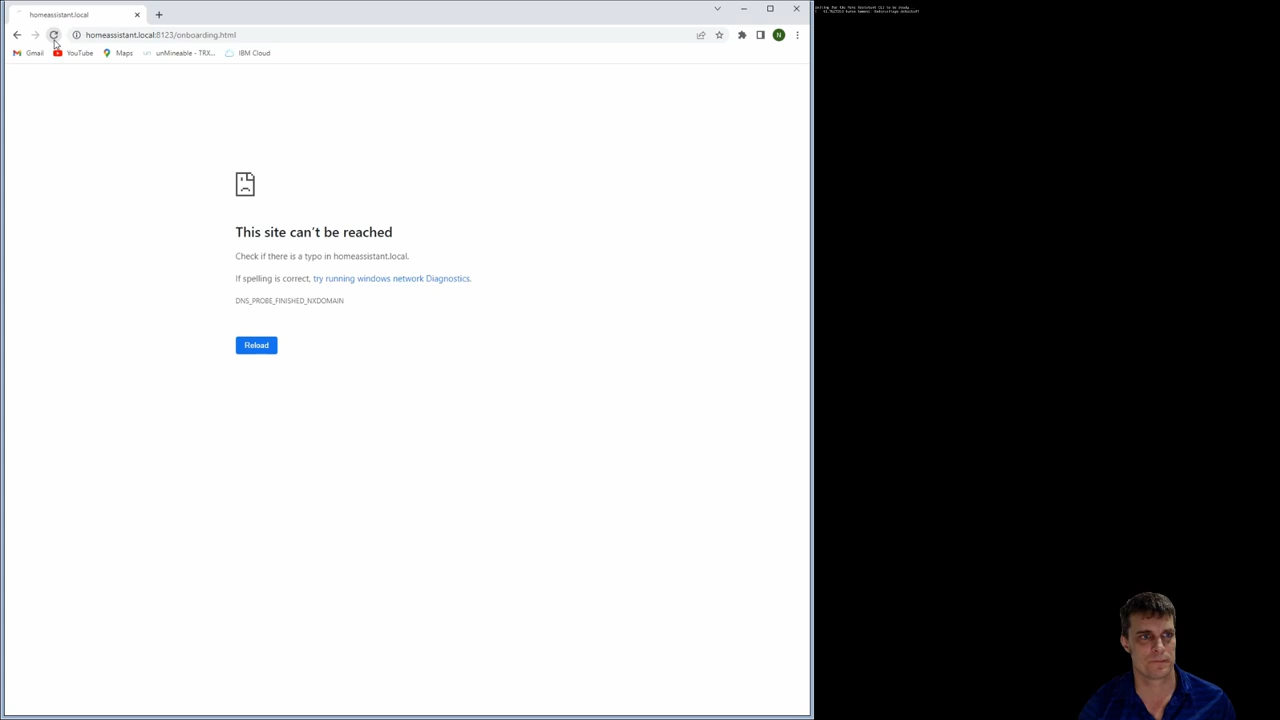 homeassistant.local
homeassistant.local:8123/onboarding.html
N
Gmail
YouTube
Maps
un
unMineable - TRX...
IBM Cloud
This site can't be reached
Check if there is a typo in homeassistant.local.
If spelling is correct, try running windows network Diagnostics.
DNS_PROBE_FINISHED_NXDOMAIN
Reload